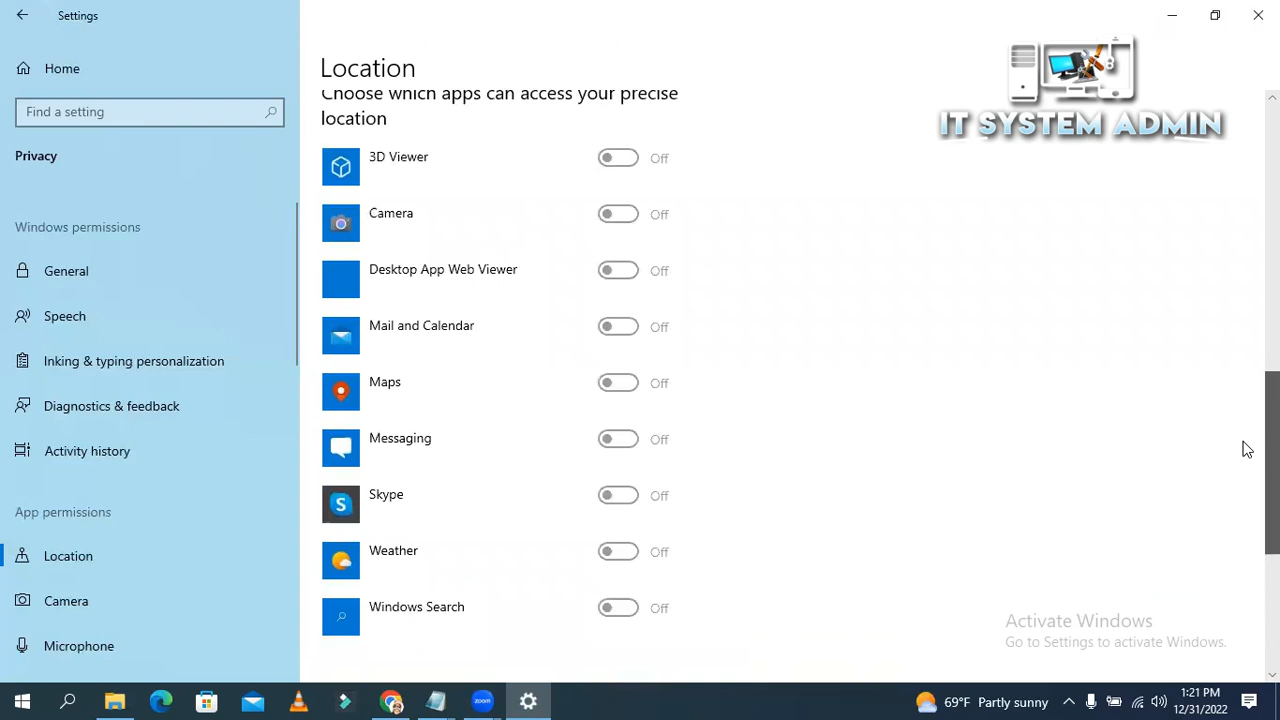 Settings
Home
Find a setting
Privacy
Windows permissions
General
Speech
Inking & typing personalization
Diagnostics & feedback
Activity history
App permissions
Location
Camera
Microphone
Location
Choose which apps can access your precise
location
3D Viewer Off
Camera Off
Desktop App Web Viewer Off
Mail and Calendar Off
Maps Off
Messaging Off
Skype Off
Weather Off
Windows Search Off
IT SYSTEM ADMIN
Activate Windows
Go to Settings to activate Windows.
zoom
69°F Partly sunny
1:21 PM
12/31/2022